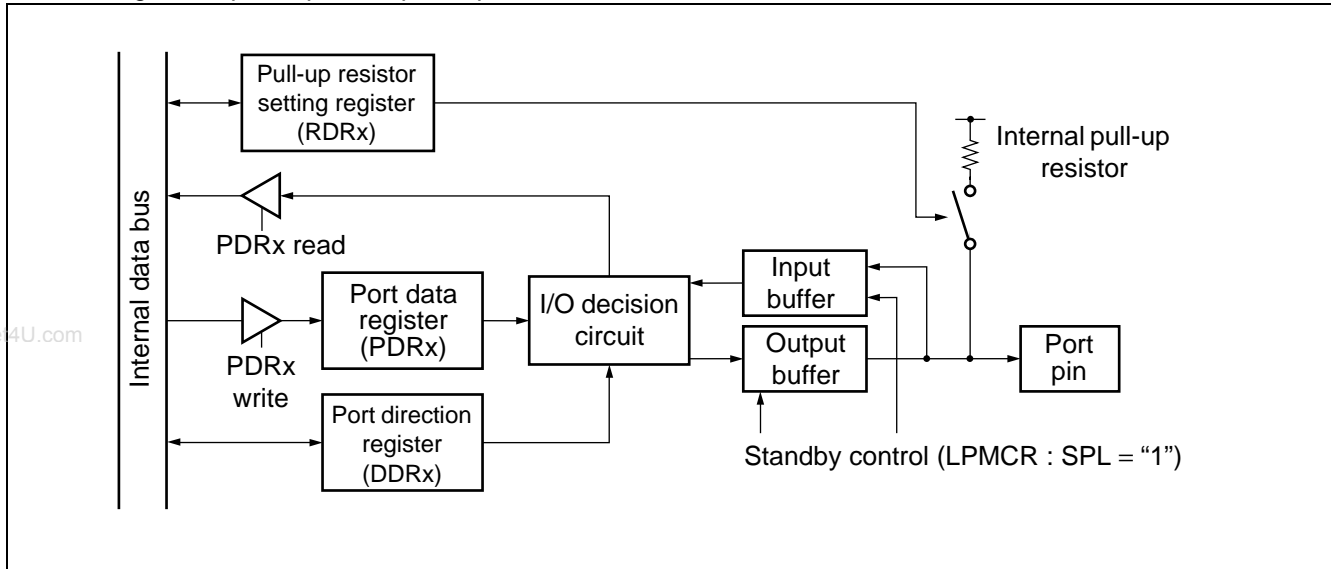 Internal data bus
Pull-up resistor
setting register
(RDRx)
Internal pull-up
resistor
PDRx read
Port data
register
(PDRx)
PDRx
write
I/O decision
circuit
Input
buffer
Output
buffer
Port
pin
Port direction
register
(DDRx)
Standby control (LPMCR : SPL = “1”)
4U.com